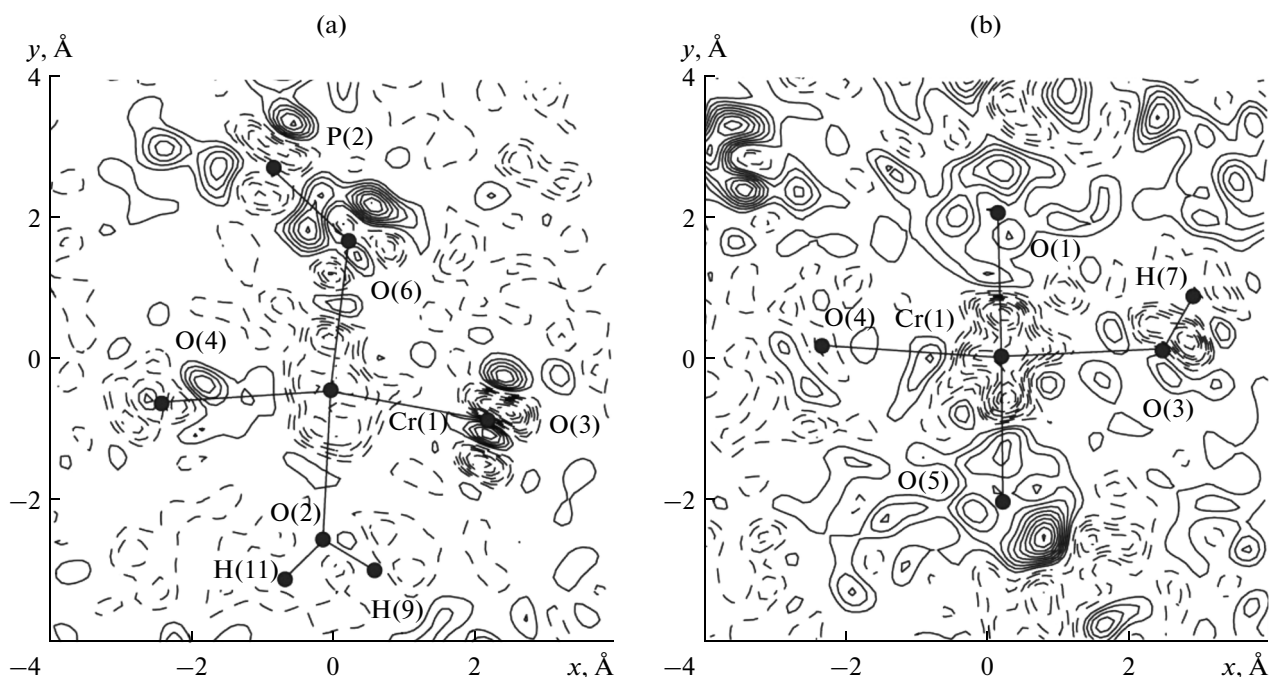 (a)
y, Å
4
2
0
−2
−4
−2
0
2
x, Å
P(2)
O(6)
O(4)
Cr(1)
O(3)
O(2)
H(11)
H(9)
(b)
y, Å
4
2
0
−2
−4
−2
0
2
x, Å
O(1)
H(7)
O(4)
Cr(1)
O(3)
O(5)